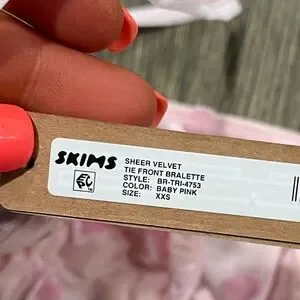 SKIMS
SHEER VELVET
TIE FRONT BRALETTE
STYLE: BR-TRI-4753
COLOR: BABY PINK
SIZE: XXS